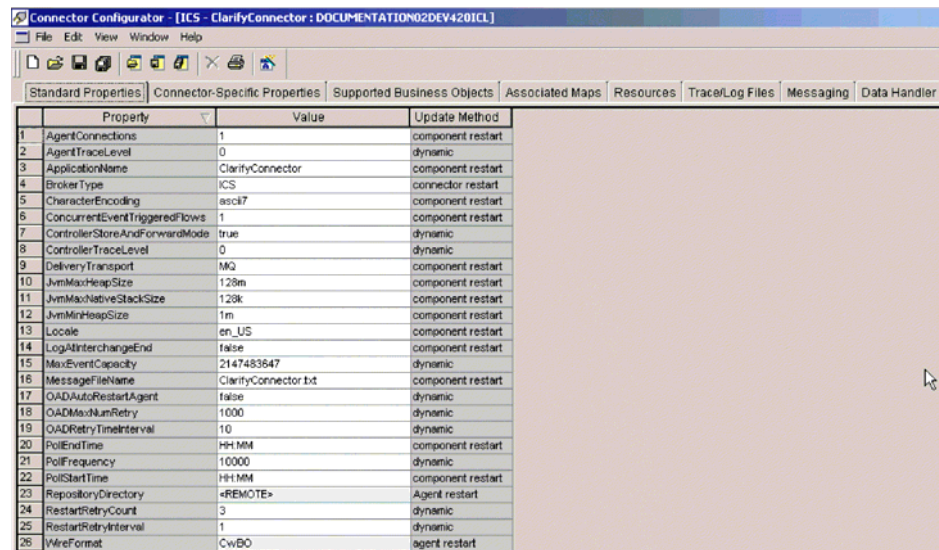 Connector Configurator - [ICS - ClarifyConnector : DOCUMENTATION02DEV420ICL]
File Edit View Window Help
Standard Properties Connector-Specific Properties Supported Business Objects Associated Maps Resources Trace/Log Files Messaging Data Handler
Property Value Update Method
1 AgentConnections 1 component restart
2 AgentTraceLevel 0 dynamic
3 ApplicationName ClarifyConnector component restart
4 BrokerType ICS connector restart
5 CharacterEncoding ascii7 component restart
6 ConcurrentEventTriggeredFlows 1 component restart
7 ControllerStoreAndForwardMode true dynamic
8 ControllerTraceLevel 0 dynamic
9 DeliveryTransport MQ component restart
10 JvmMaxHeapSize 128m component restart
11 JvmMaxNativeStackSize 128k component restart
12 JvmMinHeapSize 1m component restart
13 Locale en_US component restart
14 LogAtInterchangeEnd false component restart
15 MaxEventCapacity 2147483647 dynamic
16 MessageFileName ClarifyConnector.txt component restart
17 OADAutoRestartAgent false dynamic
18 OADMaxNumRetry 1000 dynamic
19 OADRetryTimeInterval 10 dynamic
20 PollEndTime HH:MM component restart
21 PollFrequency 10000 dynamic
22 PollStartTime HH:MM component restart
23 RepositoryDirectory <REMOTE> Agent restart
24 RestartRetryCount 3 dynamic
25 RestartRetryInterval 1 dynamic
26 WireFormat CwBO agent restart